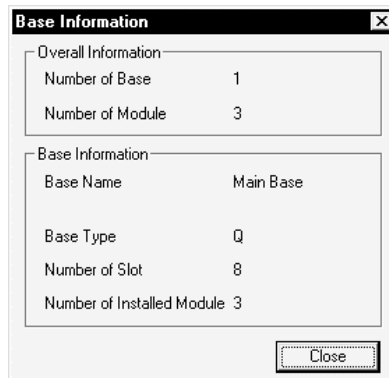 Base Information
Overall Information
Number of Base 1
Number of Module 3
Base Information
Base Name Main Base
Base Type Q
Number of Slot 8
Number of Installed Module 3
Close